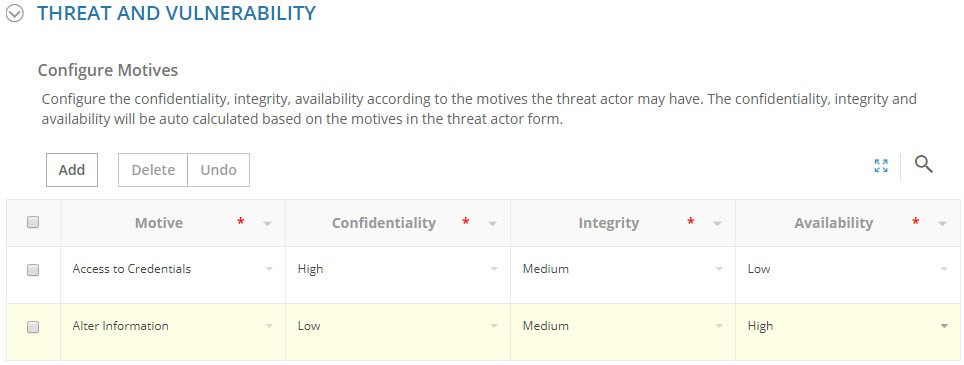 THREAT AND VULNERABILITY
Configure Motives
Configure the confidentiality, integrity, availability according to the motives the threat actor may have. The confidentiality, integrity and
availability will be auto calculated based on the motives in the threat actor form.
Add Delete Undo
Motive * Confidentiality * Integrity * Availability *
Access to Credentials High Medium Low
Alter Information Low Medium High